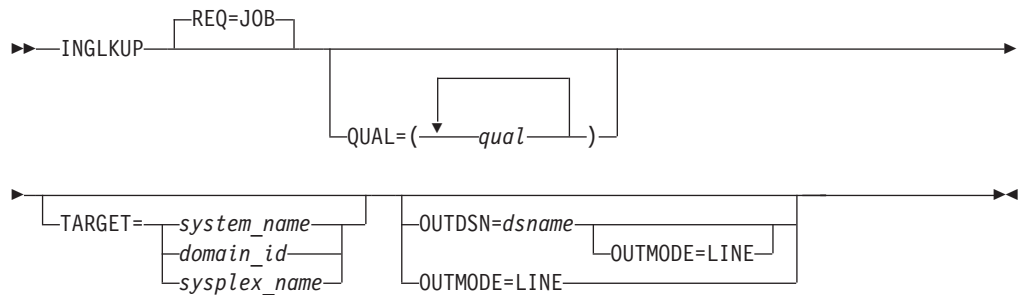 REQ=JOB
INGLKUP
QUAL=( qual )
TARGET= system_name OUTDSN=dsname
domain_id OUTMODE=LINE
sysplex_name OUTMODE=LINE